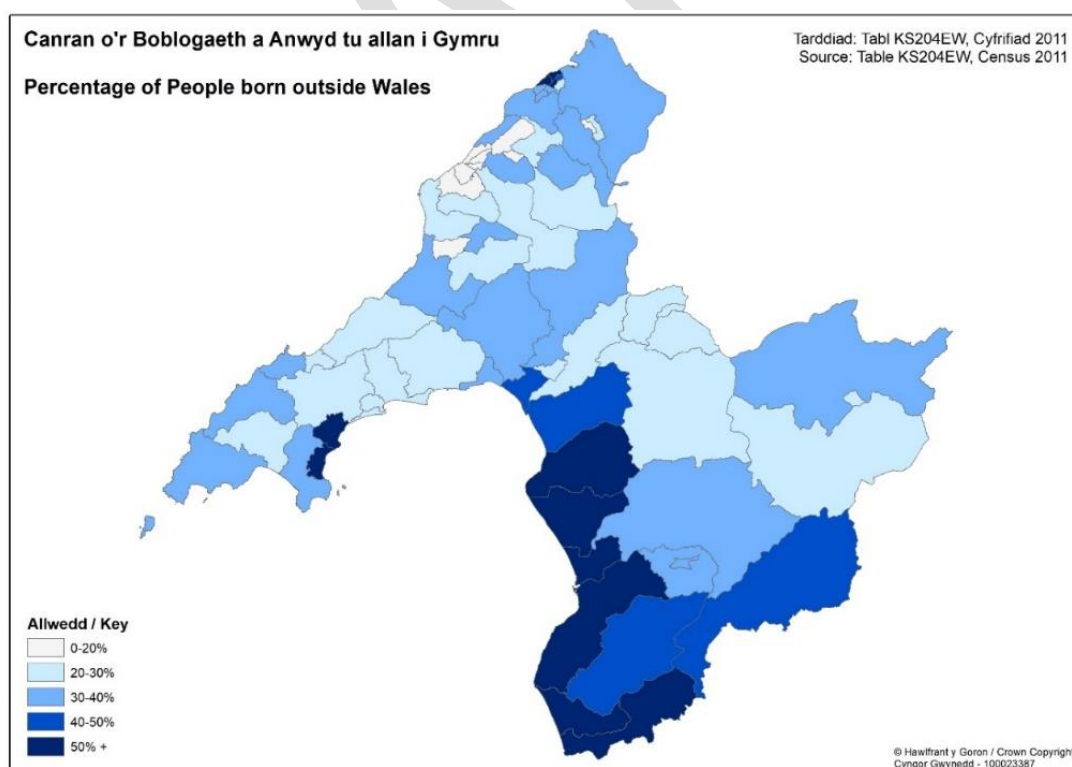 Canran o'r Boblogaeth a Anwyd tu allan i Gymru
Percentage of People born outside Wales
Tarddiad: Tabl KS204EW, Cyfrifiad 2011
Source: Table KS204EW, Census 2011
Allwedd / Key
0-20%
20-30%
30-40%
40-50%
50% +
© Hawlfraint y Goron / Crown Copyright
Cyngor Gwynedd - 100023387